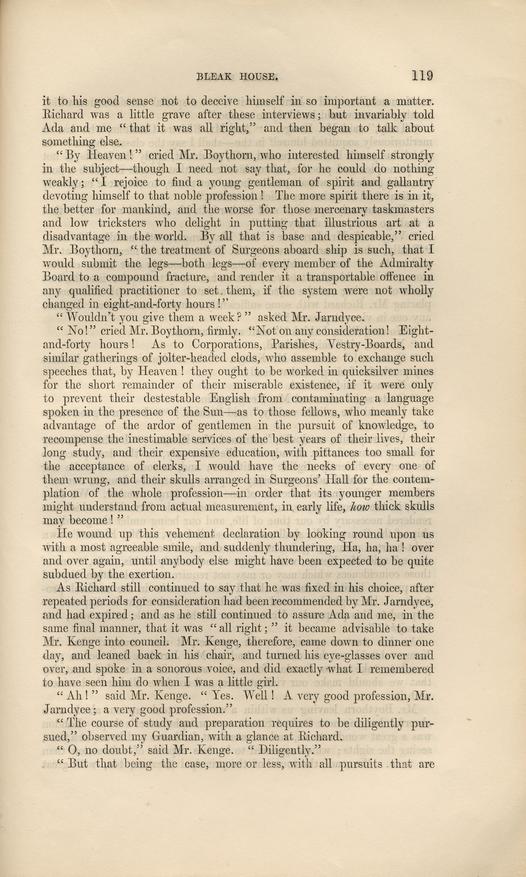 BLEAK HOUSE. 119
it to his good sense not to deceive himself in so important a matter.
Richard was a little grave after these interviews; but invariably told
Ada and me “that it was all right,” and then began to talk about
something else.
“By Heaven!” cried Mr. Boythorn, who interested himself strongly
in the subject—though I need not say that, for he could do nothing
weakly; “I rejoice to find a young gentleman of spirit and gallantry
devoting himself to that noble profession! The more spirit there is in it,
the better for mankind, and the worse for those mercenary taskmasters
and low tricksters who delight in putting that illustrious art at a
disadvantage in the world. By all that is base and despicable,” cried
Mr. Boythorn, “the treatment of Surgeons aboard ship is such, that I
would submit the legs—both legs—of every member of the Admiralty
Board to a compound fracture, and render it a transportable offence in
any qualified practitioner to set them, if the system were not wholly
changed in eight-and-forty hours!”
“Wouldn’t you give them a week?” asked Mr. Jarndyce.
“No!” cried Mr. Boythorn, firmly. “Not on any consideration! Eight-
and-forty hours! As to Corporations, Parishes, Vestry-Boards, and
similar gatherings of jolter-headed clods, who assemble to exchange such
speeches that, by Heaven! they ought to be worked in quicksilver mines
for the short remainder of their miserable existence, if it were only
to prevent their destestable English from contaminating a language
spoken in the presence of the Sun—as to those fellows, who meanly take
advantage of the ardor of gentlemen in the pursuit of knowledge, to
recompense the inestimable services of the best years of their lives, their
long study, and their expensive education, with pittances too small for
the acceptance of clerks, I would have the necks of every one of
them wrung, and their skulls arranged in Surgeons’ Hall for the contem-
plation of the whole profession—in order that its younger members
might understand from actual measurement, in early life, how thick skulls
may become!”
He wound up this vehement declaration by looking round upon us
with a most agreeable smile, and suddenly thundering, Ha, ha, ha! over
and over again, until anybody else might have been expected to be quite
subdued by the exertion.
As Richard still continued to say that he was fixed in his choice, after
repeated periods for consideration had been recommended by Mr. Jarndyce,
and had expired; and as he still continued to assure Ada and me, in the
same final manner, that it was “all right;” it became advisable to take
Mr. Kenge into council. Mr. Kenge, therefore, came down to dinner one
day, and leaned back in his chair, and turned his eye-glasses over and
over, and spoke in a sonorous voice, and did exactly what I remembered
to have seen him do when I was a little girl.
“Ah!” said Mr. Kenge. “Yes. Well! A very good profession, Mr.
Jarndyce; a very good profession.”
“The course of study and preparation requires to be diligently pur-
sued,” observed my Guardian, with a glance at Richard.
“O, no doubt,” said Mr. Kenge. “Diligently.”
“But that being the case, more or less, with all pursuits that are